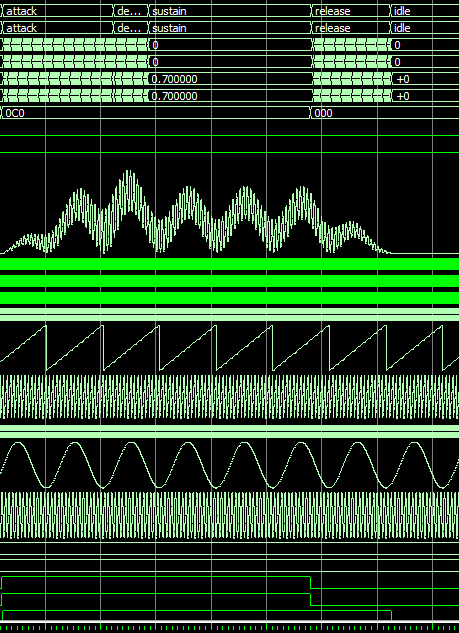 attack de... sustain release idle
attack de... sustain release idle
0 0
0 0
0.700000 +0
0.700000 +0
0C0 000